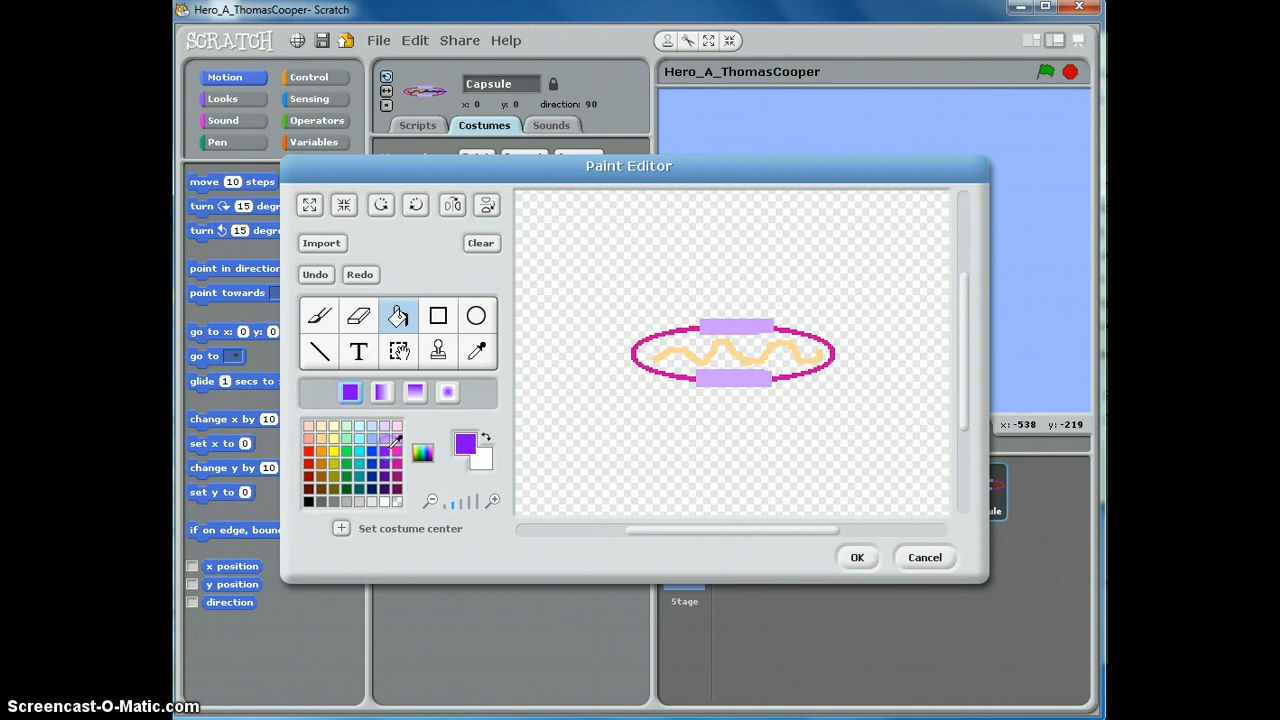 Hero_A_ThomasCooper- Scratch
SCRATCH File Edit Share Help
Motion Control
Looks Sensing
Sound Operators
Pen Variables
Capsule
x: 0 y: 0 direction: 90
Scripts Costumes Sounds
Hero_A_ThomasCooper
move 10 steps
turn 15 degr
turn 15 degre
point in direction
point towards
go to x: 0 y: 0
go to
glide 1 secs to x
change x by 10
set x to 0
change y by 10
set y to 0
if on edge, bounc
x position
y position
direction
Paint Editor
Import Clear
Undo Redo
T
Set costume center
OK Cancel
x: -538 y: -219
ule
Stage
Screencast-O-Matic.com